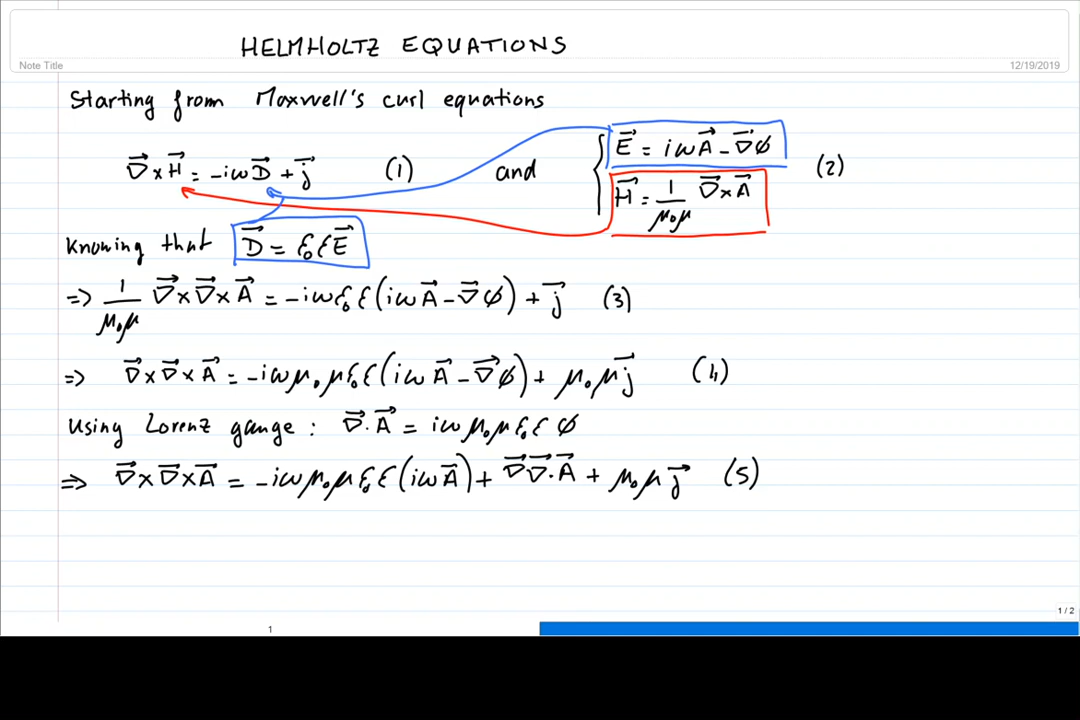 HELMHOLTZ EQUATIONS
Note Title
12/19/2019
Starting from Maxwell's curl equations
∇⃗ × H⃗ = -iωD⃗ + j⃗ (1) and { E⃗ = iωA⃗ - ∇⃗ϕ
H⃗ = 1/μ₀μ ∇⃗ × A⃗ (2)
Knowing that D⃗ = ε₀εE⃗
=> 1/μ₀μ ∇⃗ × ∇⃗ × A⃗ = -iωε₀ε(iωA⃗ - ∇⃗ϕ) + j⃗ (3)
=> ∇⃗ × ∇⃗ × A⃗ = -iωμ₀με₀ε(iωA⃗ - ∇⃗ϕ) + μ₀μj⃗ (4)
Using Lorenz gauge : ∇⃗.A⃗ = iωμ₀με₀εϕ
=> ∇⃗ × ∇⃗ × A⃗ = -iωμ₀με₀ε(iωA⃗) + ∇⃗∇⃗.A⃗ + μ₀μj⃗ (5)
1/2
1